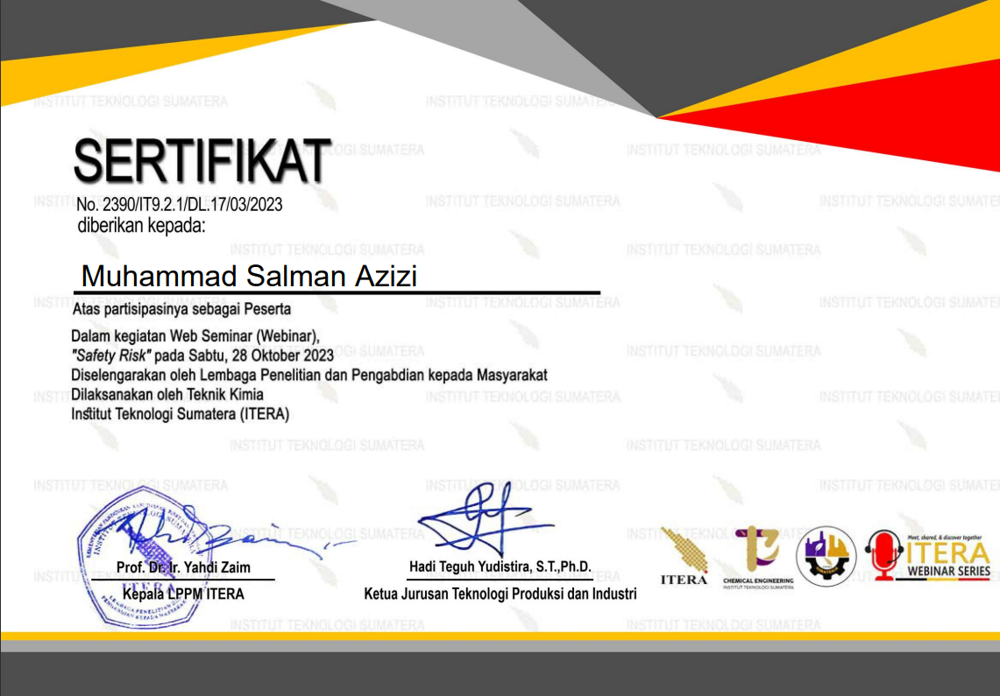 SERTIFIKAT
No. 2390/IT9.2.1/DL.17/03/2023
diberikan kepada:
Muhammad Salman Azizi
Atas partisipasinya sebagai Peserta
Dalam kegiatan Web Seminar (Webinar),
"Safety Risk" pada Sabtu, 28 Oktober 2023
Diselengarakan oleh Lembaga Penelitian dan Pengabdian kepada Masyarakat
Dilaksanakan oleh Teknik Kimia
Institut Teknologi Sumatera (ITERA)
INSTITUT TEKNOLOGI SUMATERA
ITERA
Prof. Dr. Ir. Yahdi Zaim
Kepala LPPM ITERA
Hadi Teguh Yudistira, S.T.,Ph.D.
Ketua Jurusan Teknologi Produksi dan Industri
ITERA
CHEMICAL ENGINEERING
INSTITUT TEKNOLOGI SUMATERA
Meet, shared, & discover together
ITERA
WEBINAR SERIES